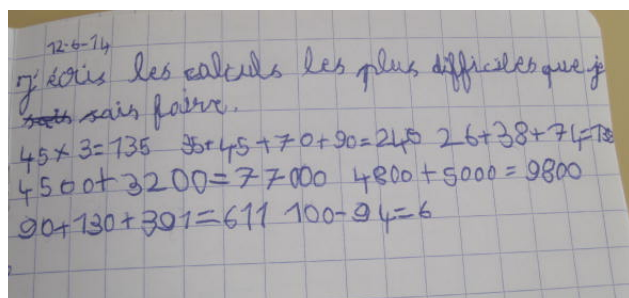 12-6-14
j'écris les calculs les plus difficiles que je
sais faire.
45×3=135 35+45+70+90=240 26+38+74=138
4500+3200=77000 4800+5000=9800
90+130+391=611 100-94=6